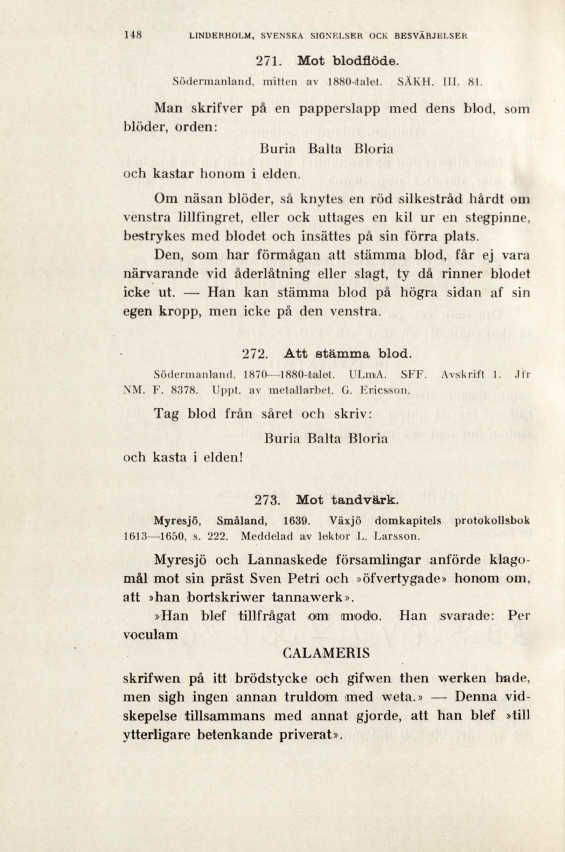 148 LINDERHOLM, SVENSKA SIGNELSER OCK BESVÄRJELSER
271. Mot blodflöde.
Södermanland, mitten av 1880-talet. SÄKH. III. 81.
Man skrifver på en papperslapp med dens blod, som
blöder, orden:
Buria Balta Bloria
och kastar honom i elden.
Om näsan blöder, så knytes en röd silkestråd hårdt om
venstra lillfingret, eller ock uttages en kil ur en stegpinne,
bestrykes med blodet och insättes på sin förra plats.
Den, som har förmågan att stämma blod, får ej vara
närvarande vid åderlåtning eller slagt, ty då rinner blodet
icke ut. — Han kan stämma blod på högra sidan af sin
egen kropp, men icke på den venstra.
272. Att stämma blod.
Södermanland, 1870—1880-talet. ULmA. SFF. Avskrift 1. Jfr
NM. F. 8378. Uppt. av metallarbet. G. Ericsson.
Tag blod från såret och skriv:
Buria Balta Bloria
och kasta i elden!
273. Mot tandvärk.
Myresjö, Småland, 1639. Växjö domkapitels protokollsbok
1613—1650, s. 222. Meddelad av lektor L. Larsson.
Myresjö och Lannaskede församlingar anförde klago-
mål mot sin präst Sven Petri och »öfvertygade» honom om,
att »han bortskriwer tannawerk».
»Han blef tillfrågat om modo. Han svarade: Per
voculam
CALAMERIS
skrifwen på itt brödstycke och gifwen then werken hade,
men sigh ingen annan truldom med weta.» — Denna vid-
skepelse tillsammans med annat gjorde, att han blef »till
ytterligare betenkande priverat».